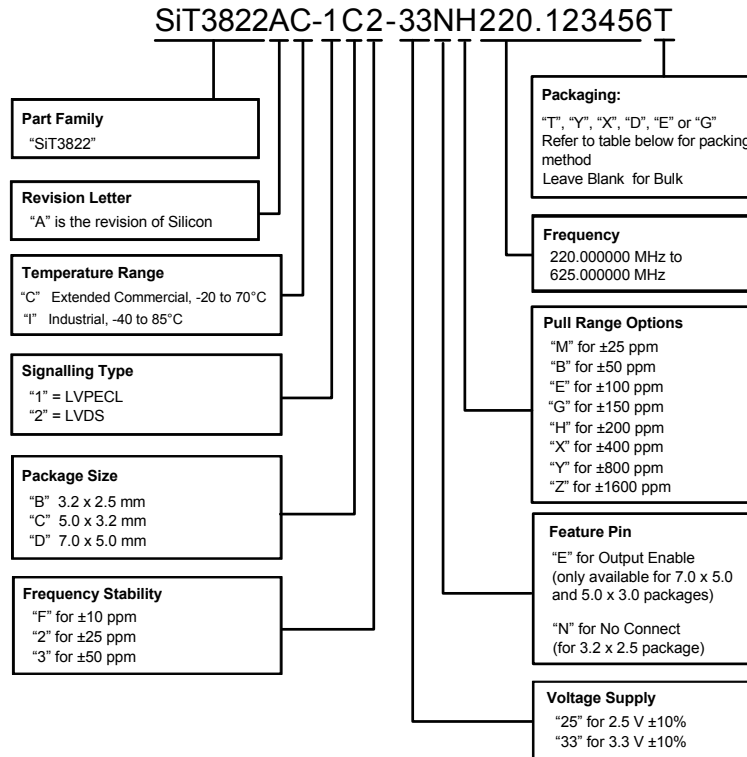 SiT3822AC-1C2-33NH220.123456T
Part Family
“SiT3822”
Revision Letter
“A” is the revision of Silicon
Temperature Range
“C” Extended Commercial, -20 to 70°C
“I” Industrial, -40 to 85°C
Signalling Type
“1” = LVPECL
“2” = LVDS
Package Size
“B” 3.2 x 2.5 mm
“C” 5.0 x 3.2 mm
“D” 7.0 x 5.0 mm
Frequency Stability
“F” for ±10 ppm
“2” for ±25 ppm
“3” for ±50 ppm
Packaging:
“T”, “Y”, “X”, “D”, “E” or “G”
Refer to table below for packing
method
Leave Blank for Bulk
Frequency
220.000000 MHz to
625.000000 MHz
Pull Range Options
“M” for ±25 ppm
“B” for ±50 ppm
“E” for ±100 ppm
“G” for ±150 ppm
“H” for ±200 ppm
“X” for ±400 ppm
“Y” for ±800 ppm
“Z” for ±1600 ppm
Feature Pin
“E” for Output Enable
(only available for 7.0 x 5.0
and 5.0 x 3.0 packages)
“N” for No Connect
(for 3.2 x 2.5 package)
Voltage Supply
“25” for 2.5 V ±10%
“33” for 3.3 V ±10%